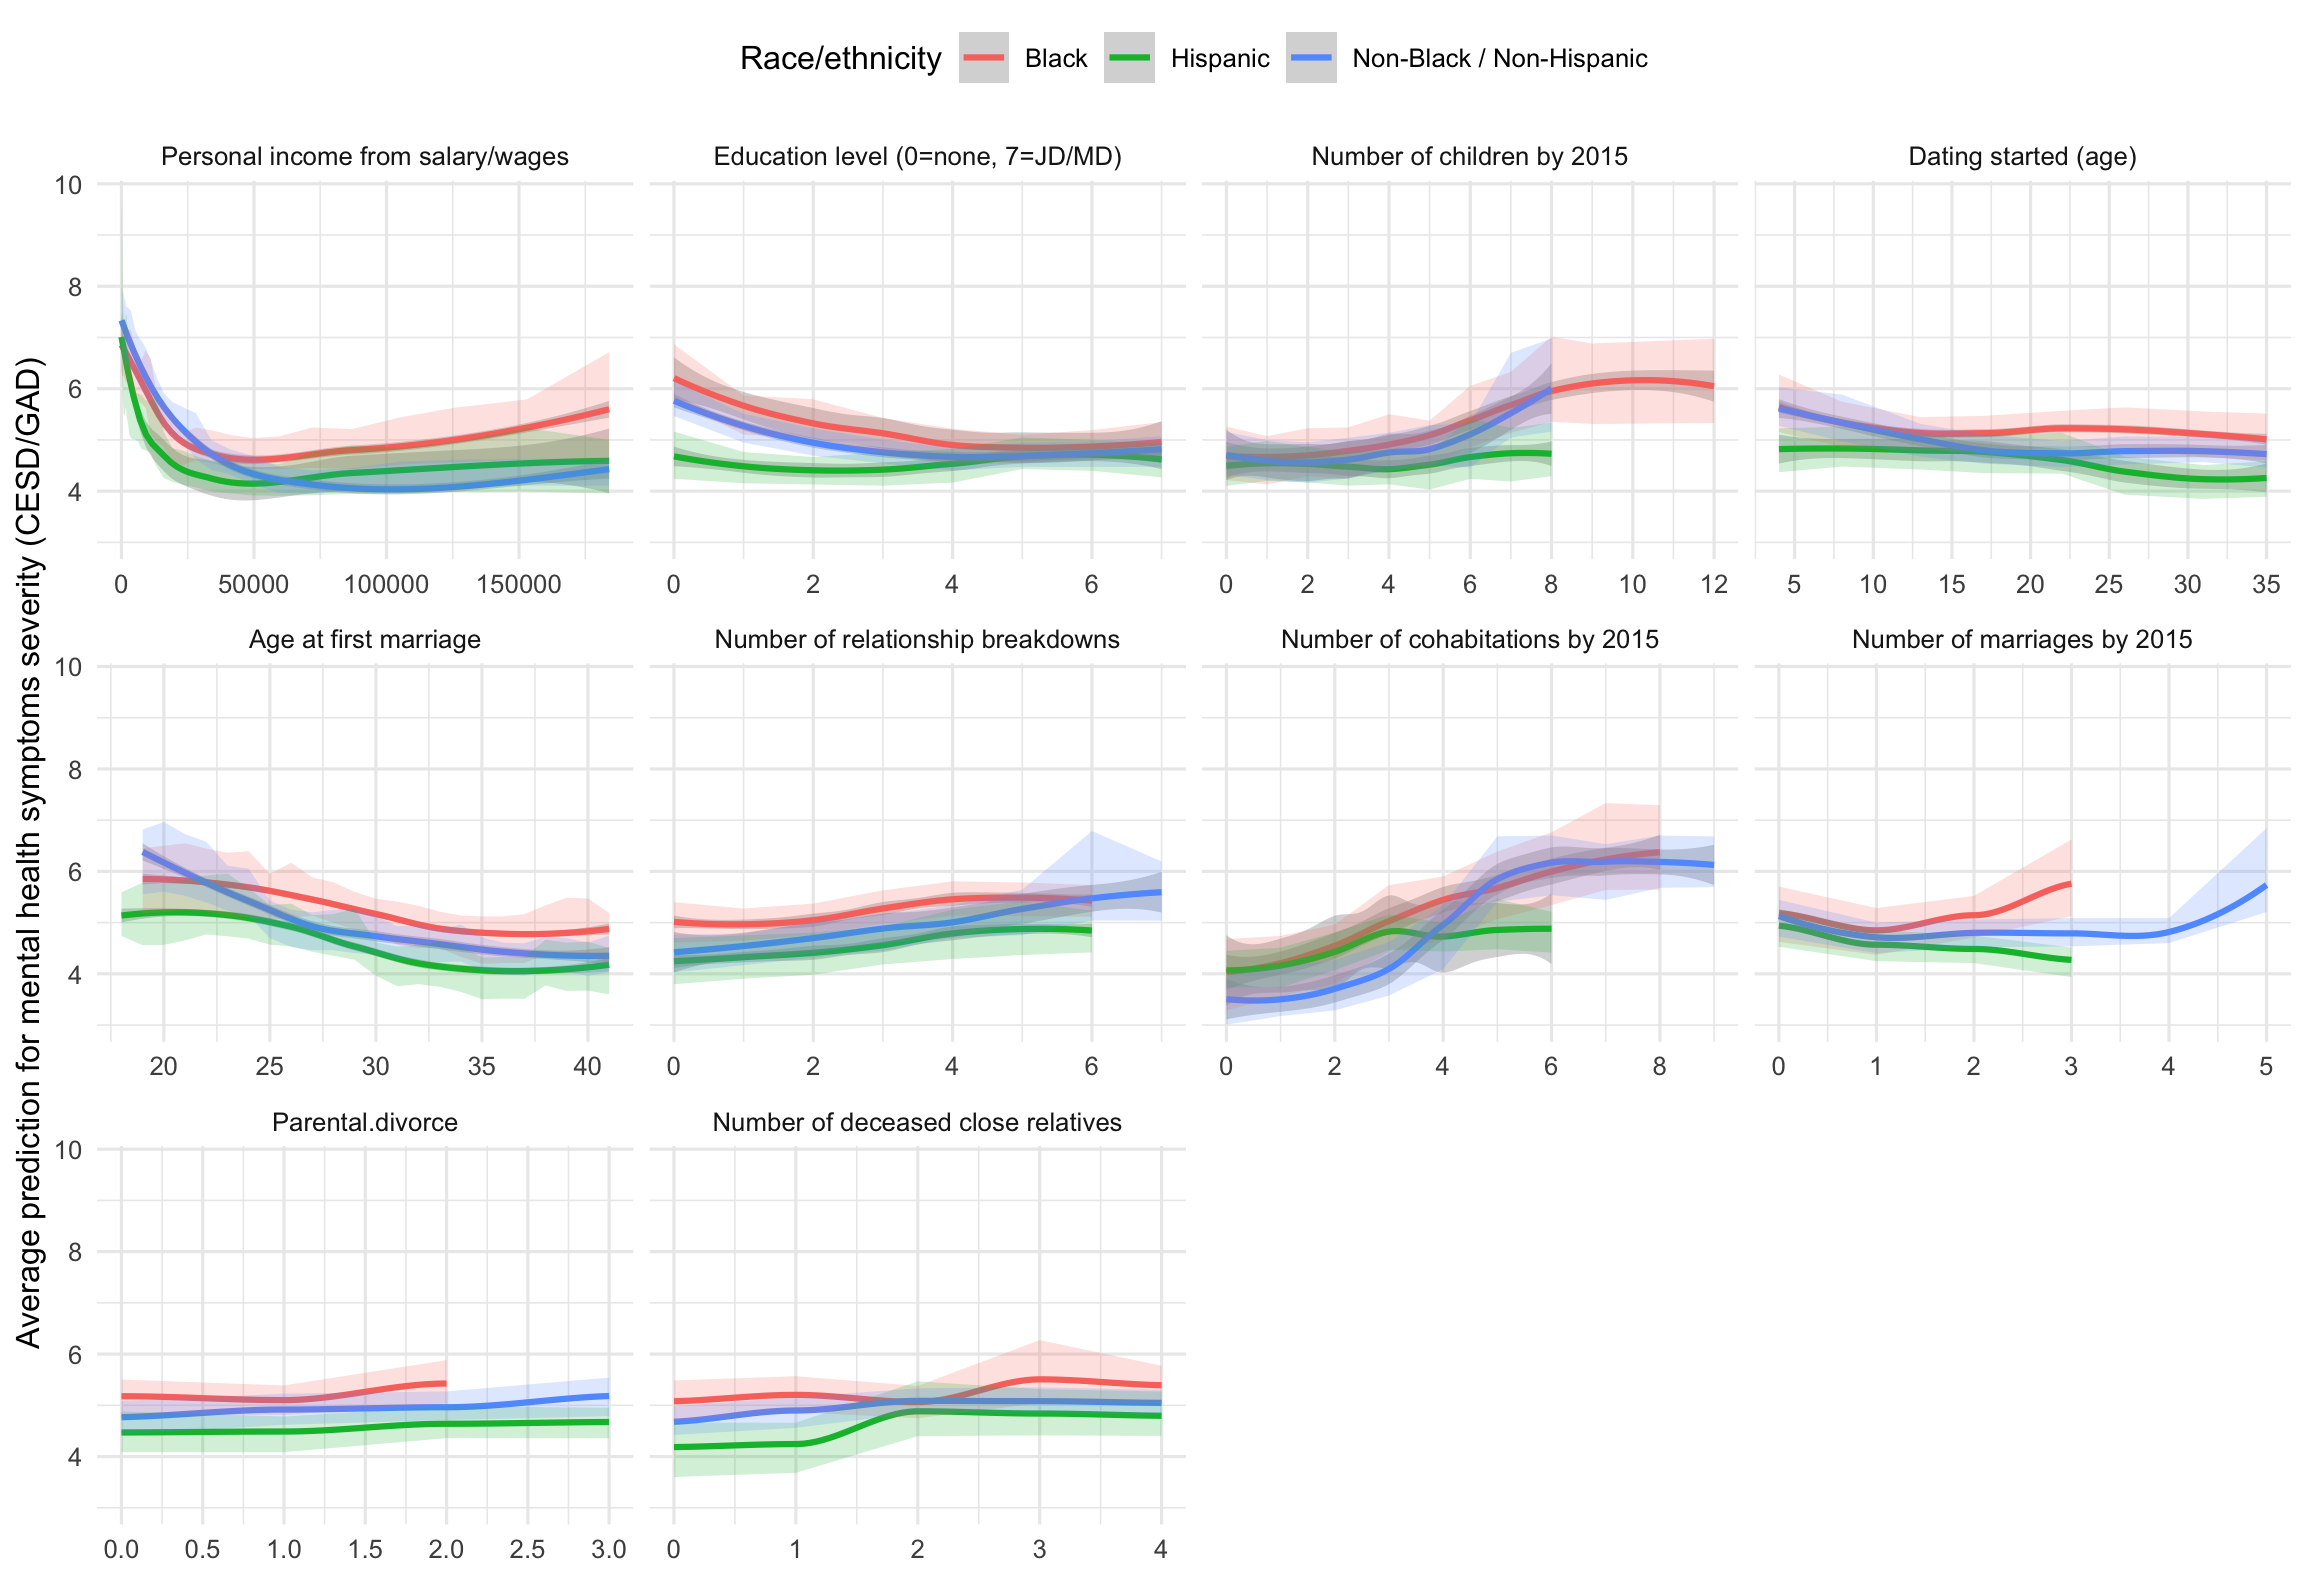 Race/ethnicity Black Hispanic Non-Black / Non-Hispanic
Average prediction for mental health symptoms severity (CESD/GAD)
Personal income from salary/wages
10
8
6
4
0 50000 100000 150000
Education level (0=none, 7=JD/MD)
0 2 4 6
Number of children by 2015
0 2 4 6 8 10 12
Dating started (age)
5 10 15 20 25 30 35
Age at first marriage
10
8
6
4
20 25 30 35 40
Number of relationship breakdowns
0 2 4 6
Number of cohabitations by 2015
0 2 4 6 8
Number of marriages by 2015
0 1 2 3 4 5
Parental.divorce
10
8
6
4
0.0 0.5 1.0 1.5 2.0 2.5 3.0
Number of deceased close relatives
0 1 2 3 4